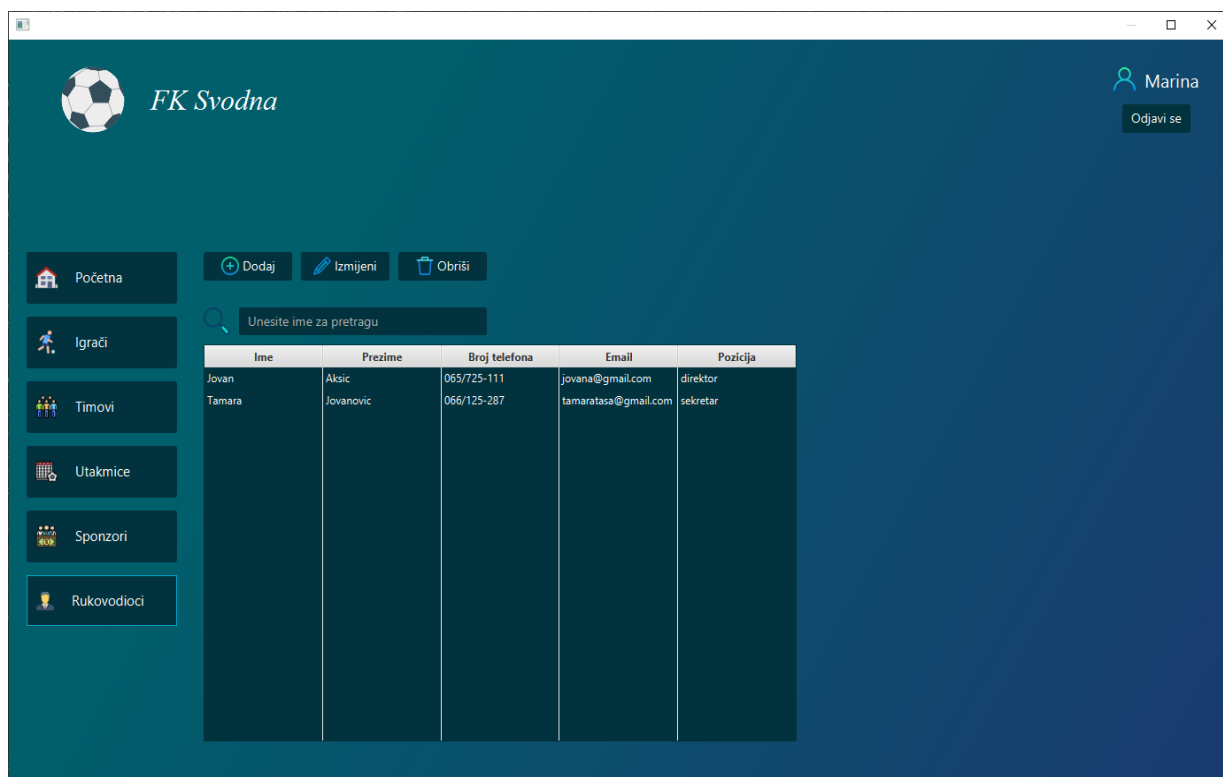 FK Svodna
Marina
Odjavi se
Početna
Igrači
Timovi
Utakmice
Sponzori
Rukovodioci
Dodaj Izmijeni Obriši
Unesite ime za pretragu
Ime Prezime Broj telefona Email Pozicija
Jovan Aksic 065/725-111 jovana@gmail.com direktor
Tamara Jovanovic 066/125-287 tamaratasa@gmail.com sekretar